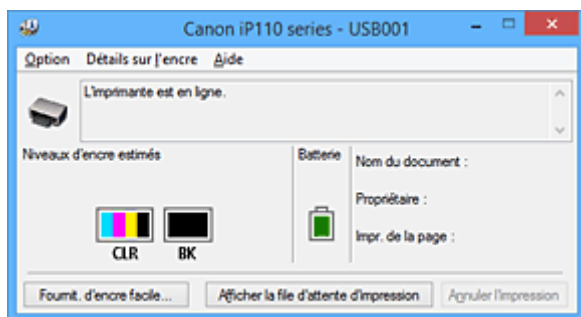 Canon iP110 series - USB001
Option Détails sur l'encre Aide
L'imprimante est en ligne.
Niveaux d'encre estimés
Batterie
Nom du document :
Propriétaire :
Impr. de la page :
CLR BK
Fournit. d'encre facile... Afficher la file d'attente d'impression Annuler l'impression